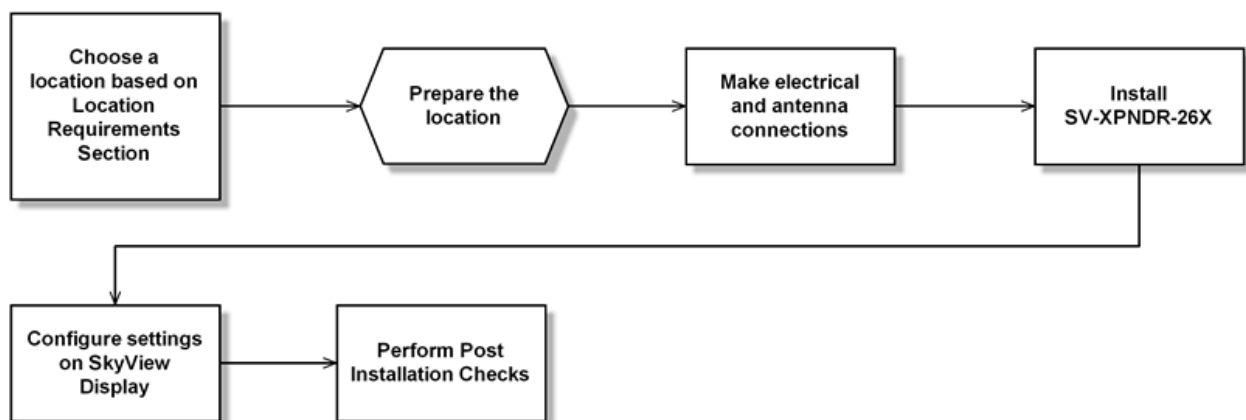 Choose a
location based on
Location
Requirements
Section
Prepare the
location
Make electrical
and antenna
connections
Install
SV-XPNDR-26X
Configure settings
on SkyView
Display
Perform Post
Installation Checks